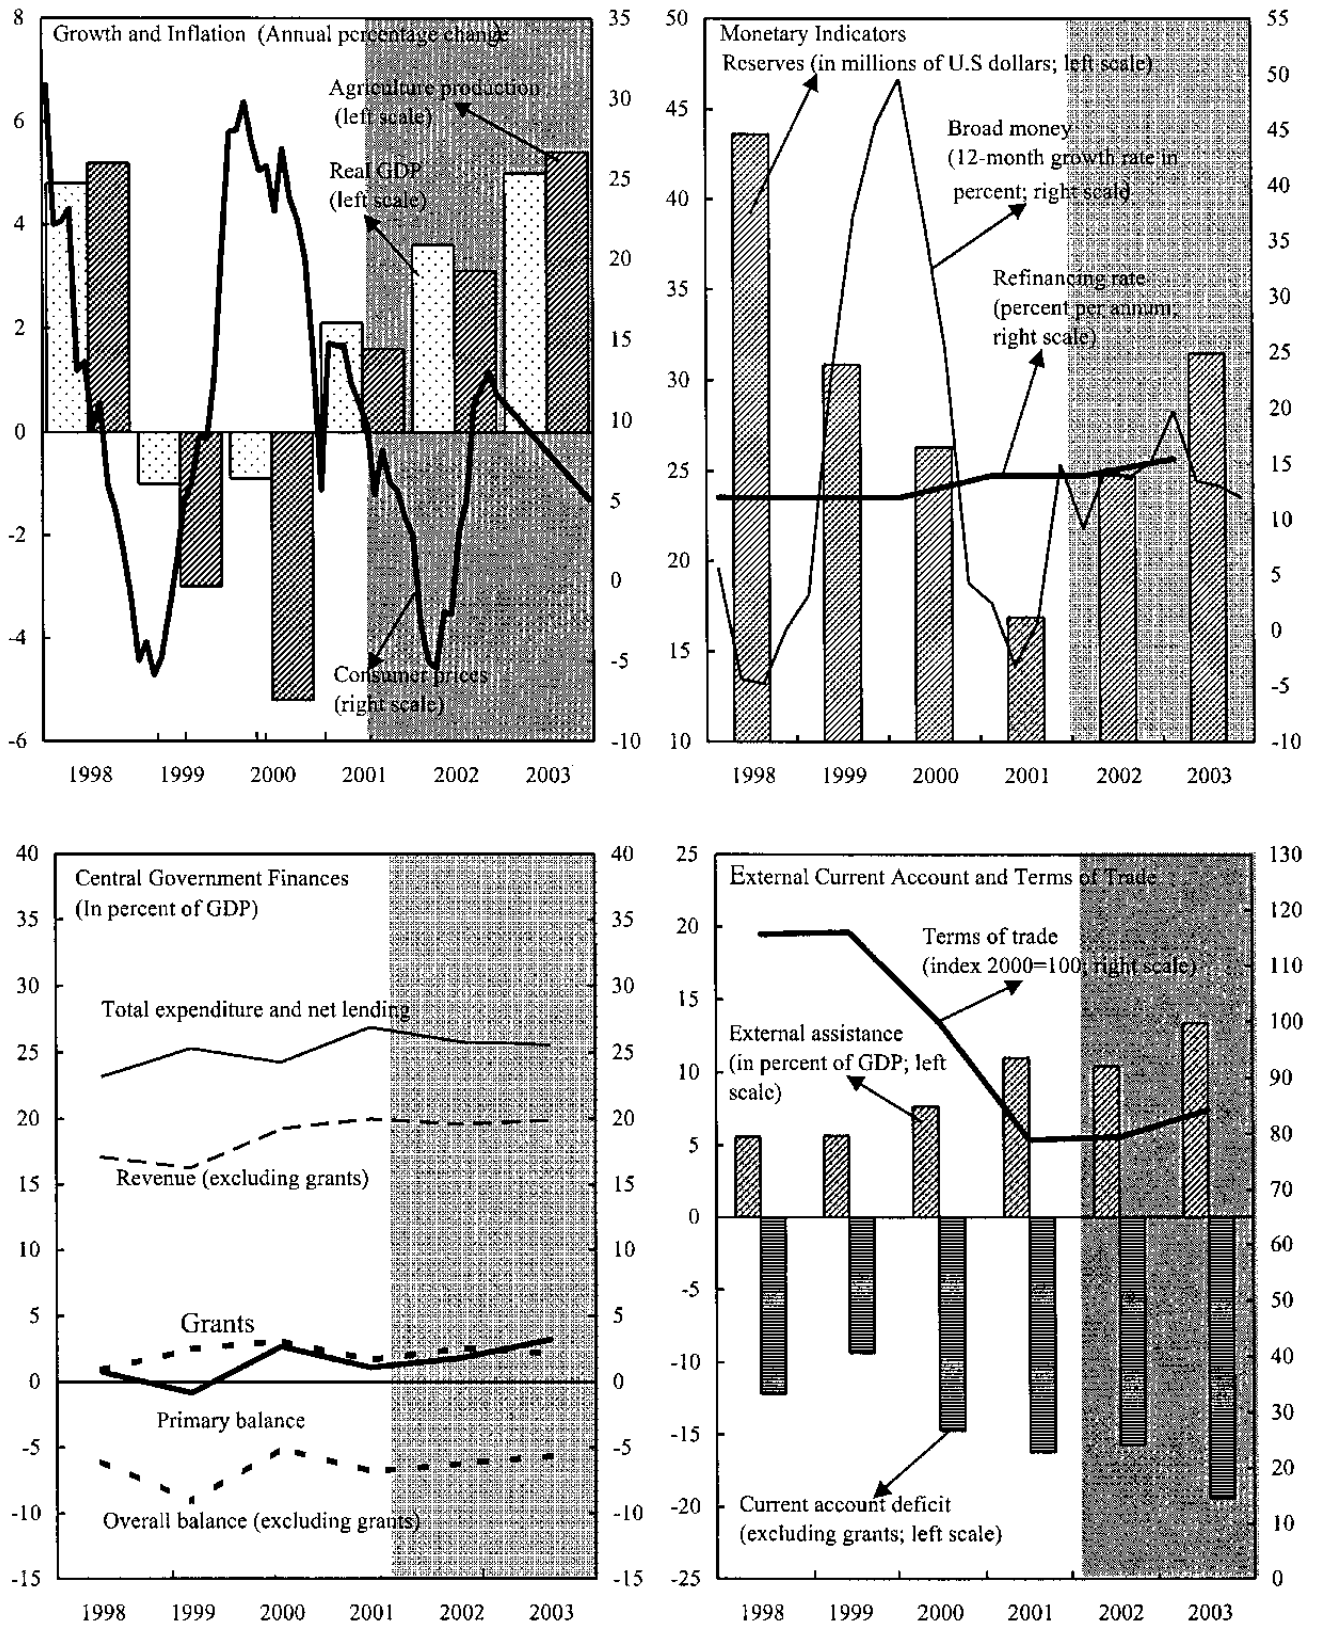 Growth and Inflation (Annual percentage change
Agriculture production
(left scale)
Real GDP
(left scale)
Consumer prices
(right scale)
8
6
4
2
0
-2
-4
-6
35
30
25
20
15
10
5
0
-5
-10
1998 1999 2000 2001 2002 2003
Monetary Indicators
Reserves (in millions of U.S dollars; left scale)
Broad money
(12-month growth rate in
percent; right scale)
Refinancing rate
(percent per annum;
right scale)
50
45
40
35
30
25
20
15
10
55
50
45
40
35
30
25
20
15
10
5
0
-5
-10
1998 1999 2000 2001 2002 2003
Central Government Finances
(In percent of GDP)
Total expenditure and net lending
Revenue (excluding grants)
Grants
Primary balance
Overall balance (excluding grants)
40
35
30
25
20
15
10
5
0
-5
-10
-15
40
35
30
25
20
15
10
5
0
-5
-10
-15
1998 1999 2000 2001 2002 2003
External Current Account and Terms of Trade
Terms of trade
(index 2000=100; right scale)
External assistance
(in percent of GDP; left
scale)
Current account deficit
(excluding grants; left scale)
25
20
15
10
5
0
-5
-10
-15
-20
-25
130
120
110
100
90
80
70
60
50
40
30
20
10
0
1998 1999 2000 2001 2002 2003